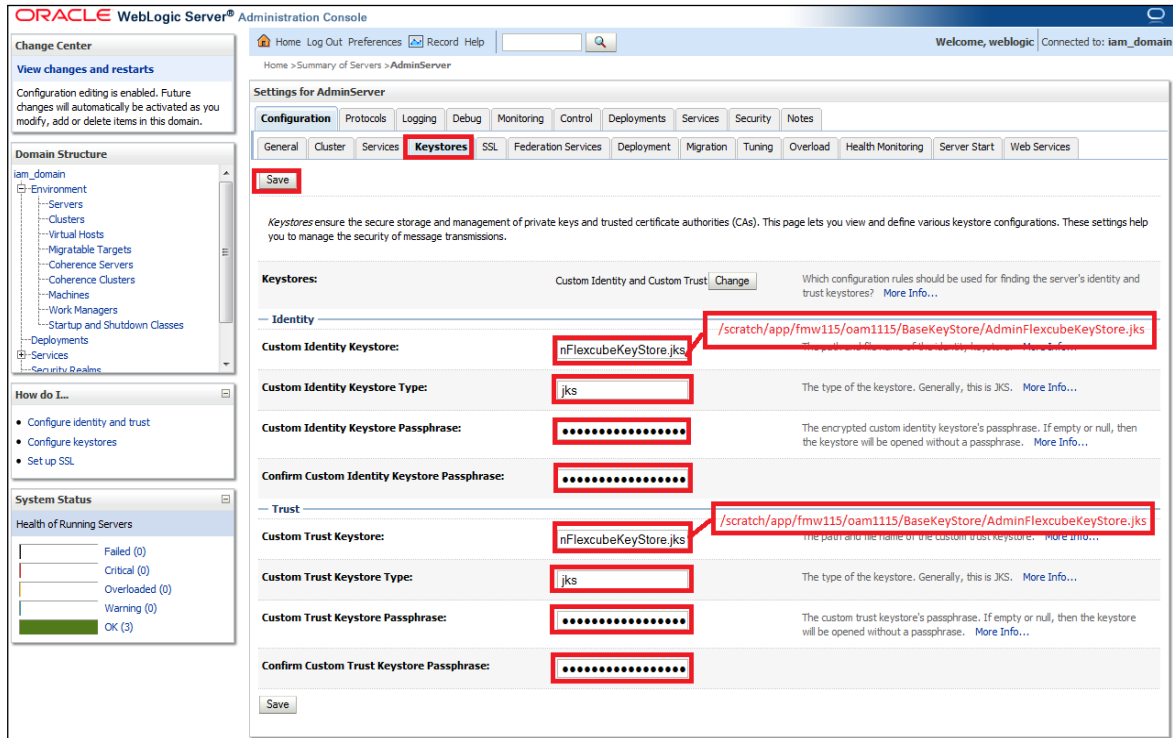 ORACLE WebLogic Server® Administration Console
Change Center
View changes and restarts
Configuration editing is enabled. Future
changes will automatically be activated as you
modify, add or delete items in this domain.
Domain Structure
iam_domain
Environment
Servers
Clusters
Virtual Hosts
Migratable Targets
Coherence Servers
Coherence Clusters
Machines
Work Managers
Startup and Shutdown Classes
Deployments
Services
Security Realms
How do I...
Configure identity and trust
Configure keystores
Set up SSL
System Status
Health of Running Servers
Failed (0)
Critical (0)
Overloaded (0)
Warning (0)
OK (3)
Home Log Out Preferences Record Help
Welcome, weblogic Connected to: iam_domain
Home >Summary of Servers >AdminServer
Settings for AdminServer
Configuration Protocols Logging Debug Monitoring Control Deployments Services Security Notes
General Cluster Services Keystores SSL Federation Services Deployment Migration Tuning Overload Health Monitoring Server Start Web Services
Save
Keystores ensure the secure storage and management of private keys and trusted certificate authorities (CAs). This page lets you view and define various keystore configurations. These settings help
you to manage the security of message transmissions.
Keystores: Custom Identity and Custom Trust Change Which configuration rules should be used for finding the server's identity and
trust keystores? More Info...
Identity
/scratch/app/fmw115/oam1115/BaseKeyStore/AdminFlexcubeKeyStore.jks
Custom Identity Keystore: nFlexcubeKeyStore.jks The path and file name of the identity keystore. More Info...
Custom Identity Keystore Type: jks The type of the keystore. Generally, this is JKS. More Info...
Custom Identity Keystore Passphrase: ●●●●●●●●●●●●●●●●● The encrypted custom identity keystore's passphrase. If empty or null, then
the keystore will be opened without a passphrase. More Info...
Confirm Custom Identity Keystore Passphrase: ●●●●●●●●●●●●●●●●●
Trust
/scratch/app/fmw115/oam1115/BaseKeyStore/AdminFlexcubeKeyStore.jks
Custom Trust Keystore: nFlexcubeKeyStore.jks The path and file name of the custom trust keystore. More Info...
Custom Trust Keystore Type: jks The type of the keystore. Generally, this is JKS. More Info...
Custom Trust Keystore Passphrase: ●●●●●●●●●●●●●●●●● The custom trust keystore's passphrase. If empty or null, then the keystore
will be opened without a passphrase. More Info...
Confirm Custom Trust Keystore Passphrase: ●●●●●●●●●●●●●●●●●
Save